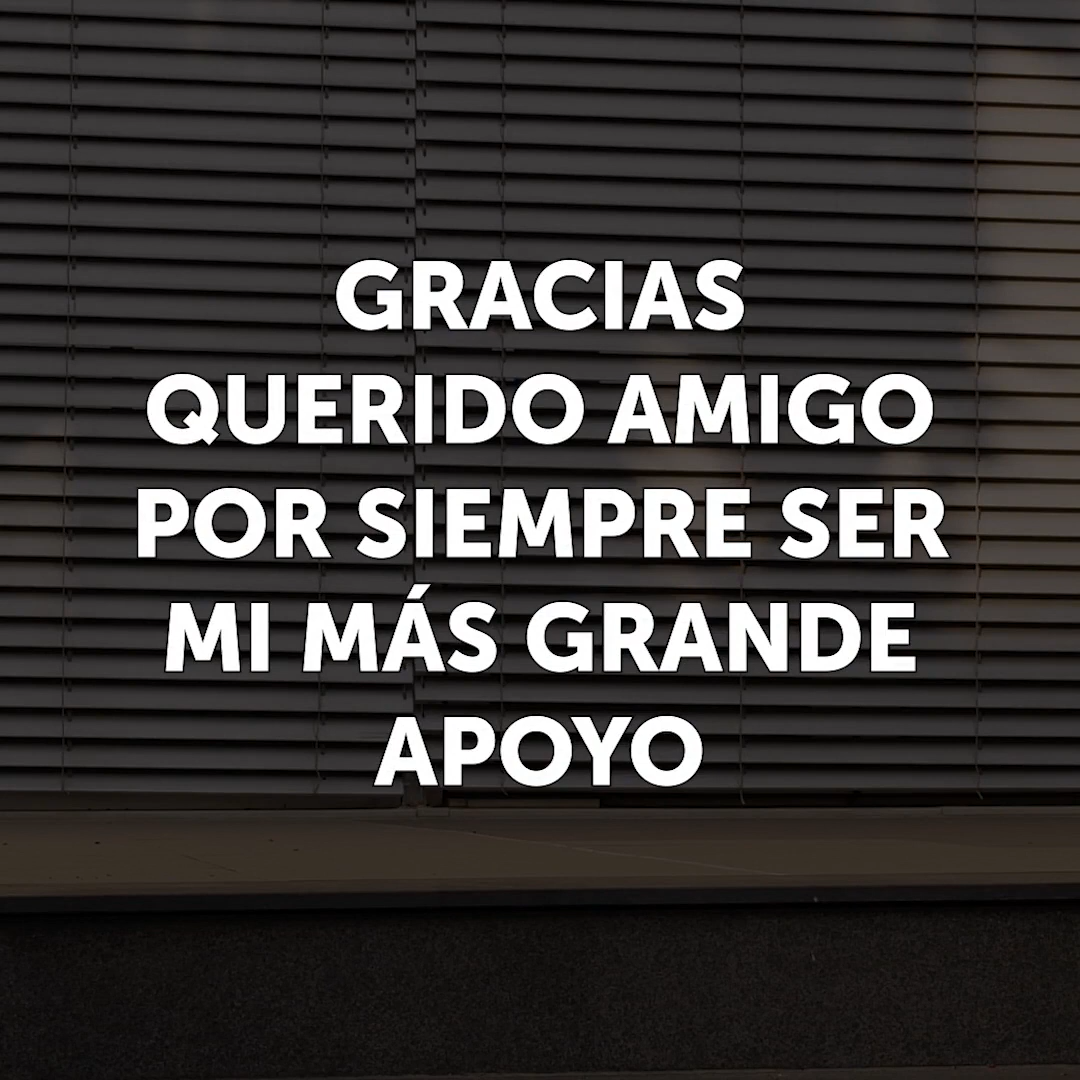 GRACIAS
QUERIDO AMIGO
POR SIEMPRE SER
MI MÁS GRANDE
APOYO